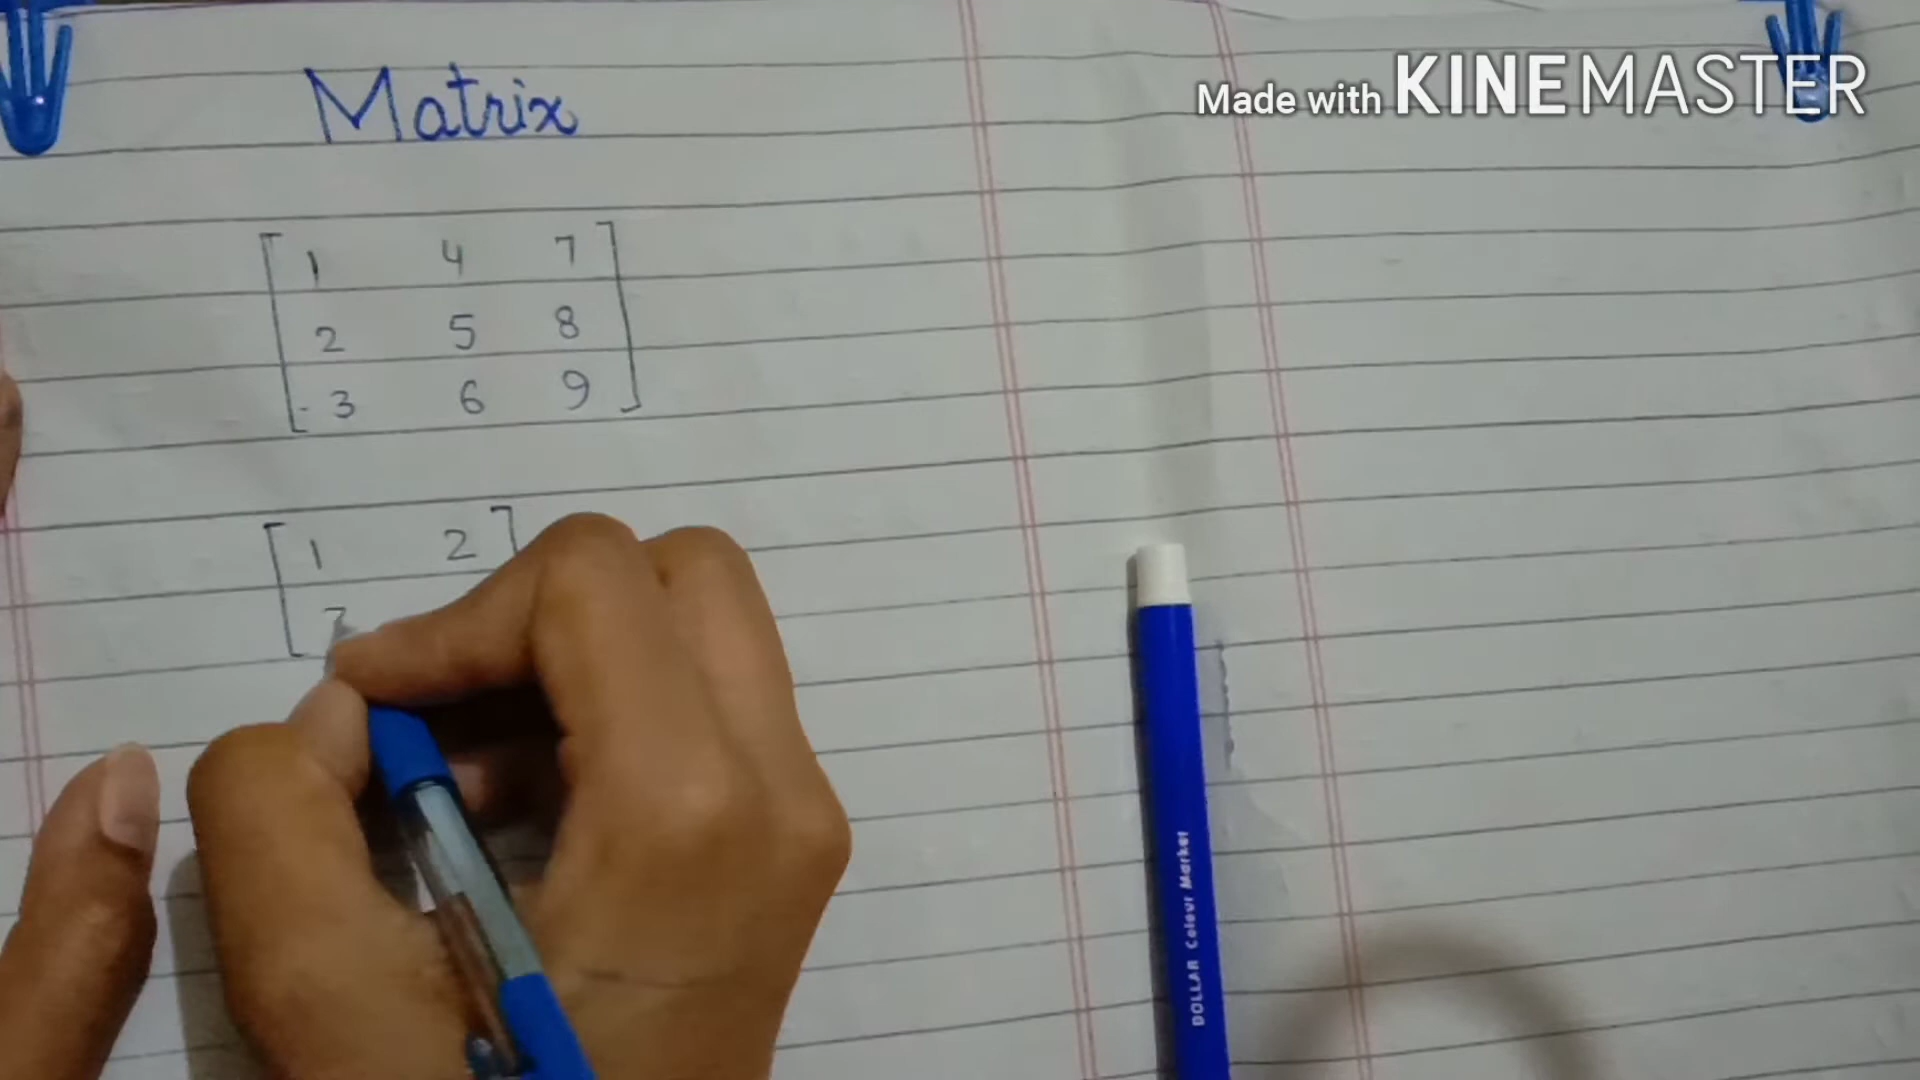 Matrix
Made with KINEMASTER
1 4 7
2 5 8
3 6 9
1 2
DOLLAR Colour Marker